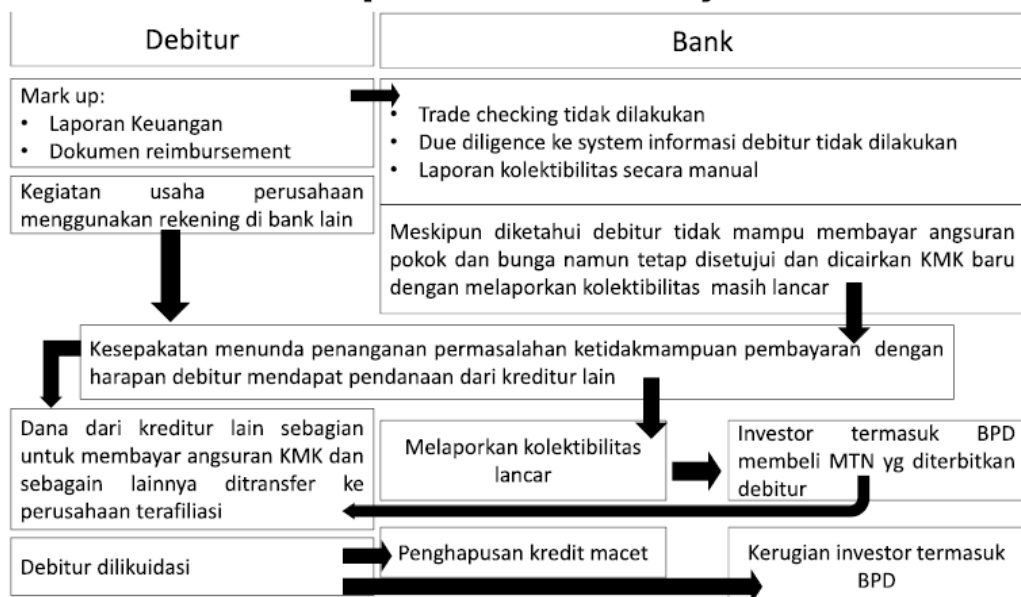 Debitur
Bank
Mark up:
• Laporan Keuangan
• Dokumen reimbursement
• Trade checking tidak dilakukan
• Due diligence ke system informasi debitur tidak dilakukan
• Laporan kolektibilitas secara manual
Kegiatan usaha perusahaan
menggunakan rekening di bank lain
Meskipun diketahui debitur tidak mampu membayar angsuran
pokok dan bunga namun tetap disetujui dan dicairkan KMK baru
dengan melaporkan kolektibilitas masih lancar
Kesepakatan menunda penanganan permasalahan ketidakmampuan pembayaran dengan
harapan debitur mendapat pendanaan dari kreditur lain
Dana dari kreditur lain sebagian
untuk membayar angsuran KMK dan
sebagain lainnya ditransfer ke
perusahaan terafiliasi
Melaporkan kolektibilitas
lancar
Investor termasuk BPD
membeli MTN yg diterbitkan
debitur
Debitur dilikuidasi
Penghapusan kredit macet
Kerugian investor termasuk
BPD